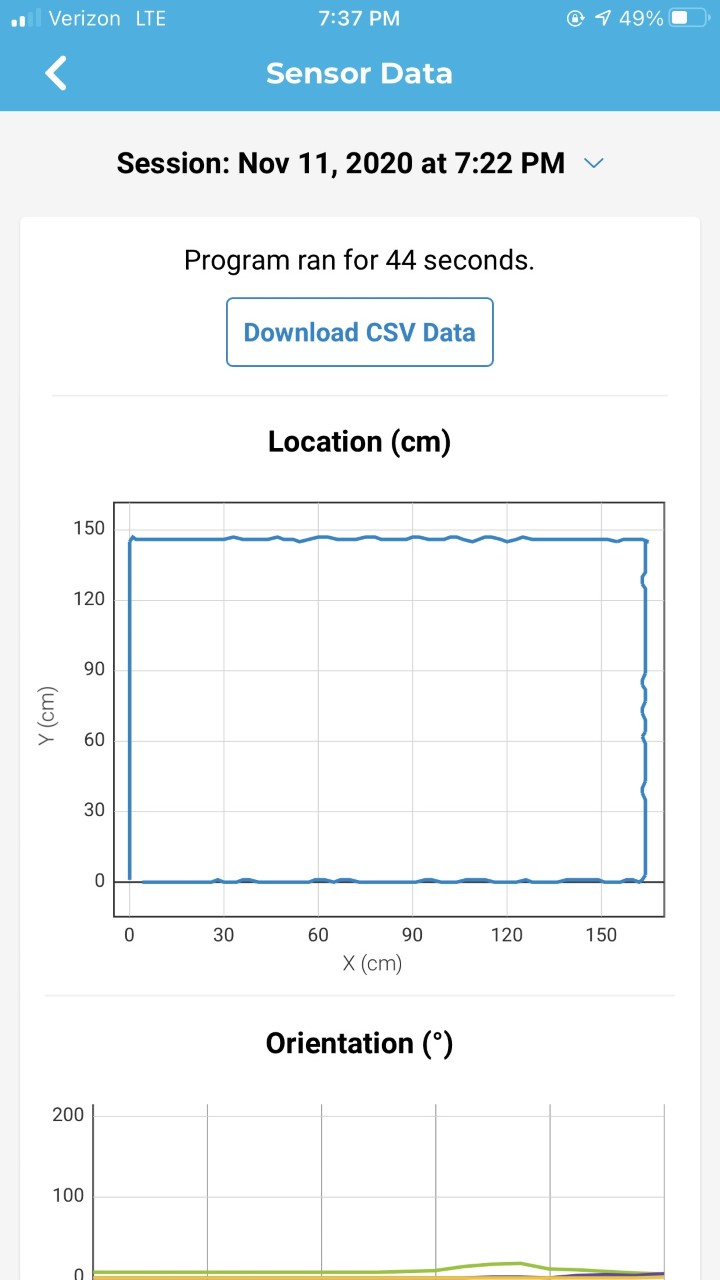 Verizon LTE 7:37 PM 49%
Sensor Data
Session: Nov 11, 2020 at 7:22 PM
Program ran for 44 seconds.
Download CSV Data
Location (cm)
150
120
90
60
30
0
Y (cm)
0 30 60 90 120 150
X (cm)
Orientation (°)
200
100
0